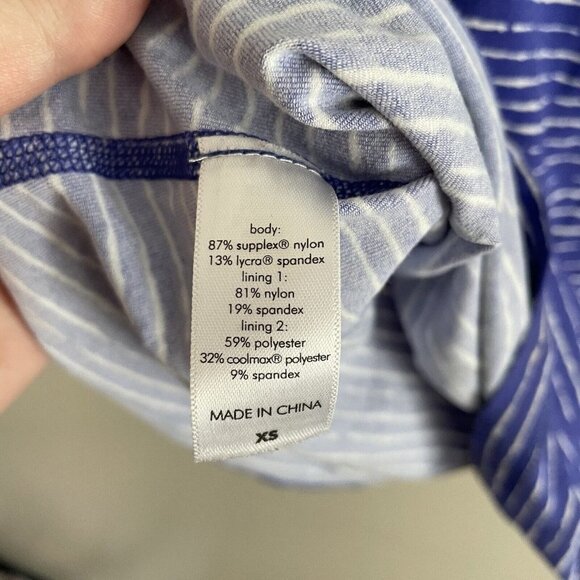 body:
87% supplex® nylon
13% lycra® spandex
lining 1:
81% nylon
19% spandex
lining 2:
59% polyester
32% coolmax® polyester
9% spandex
MADE IN CHINA
XS